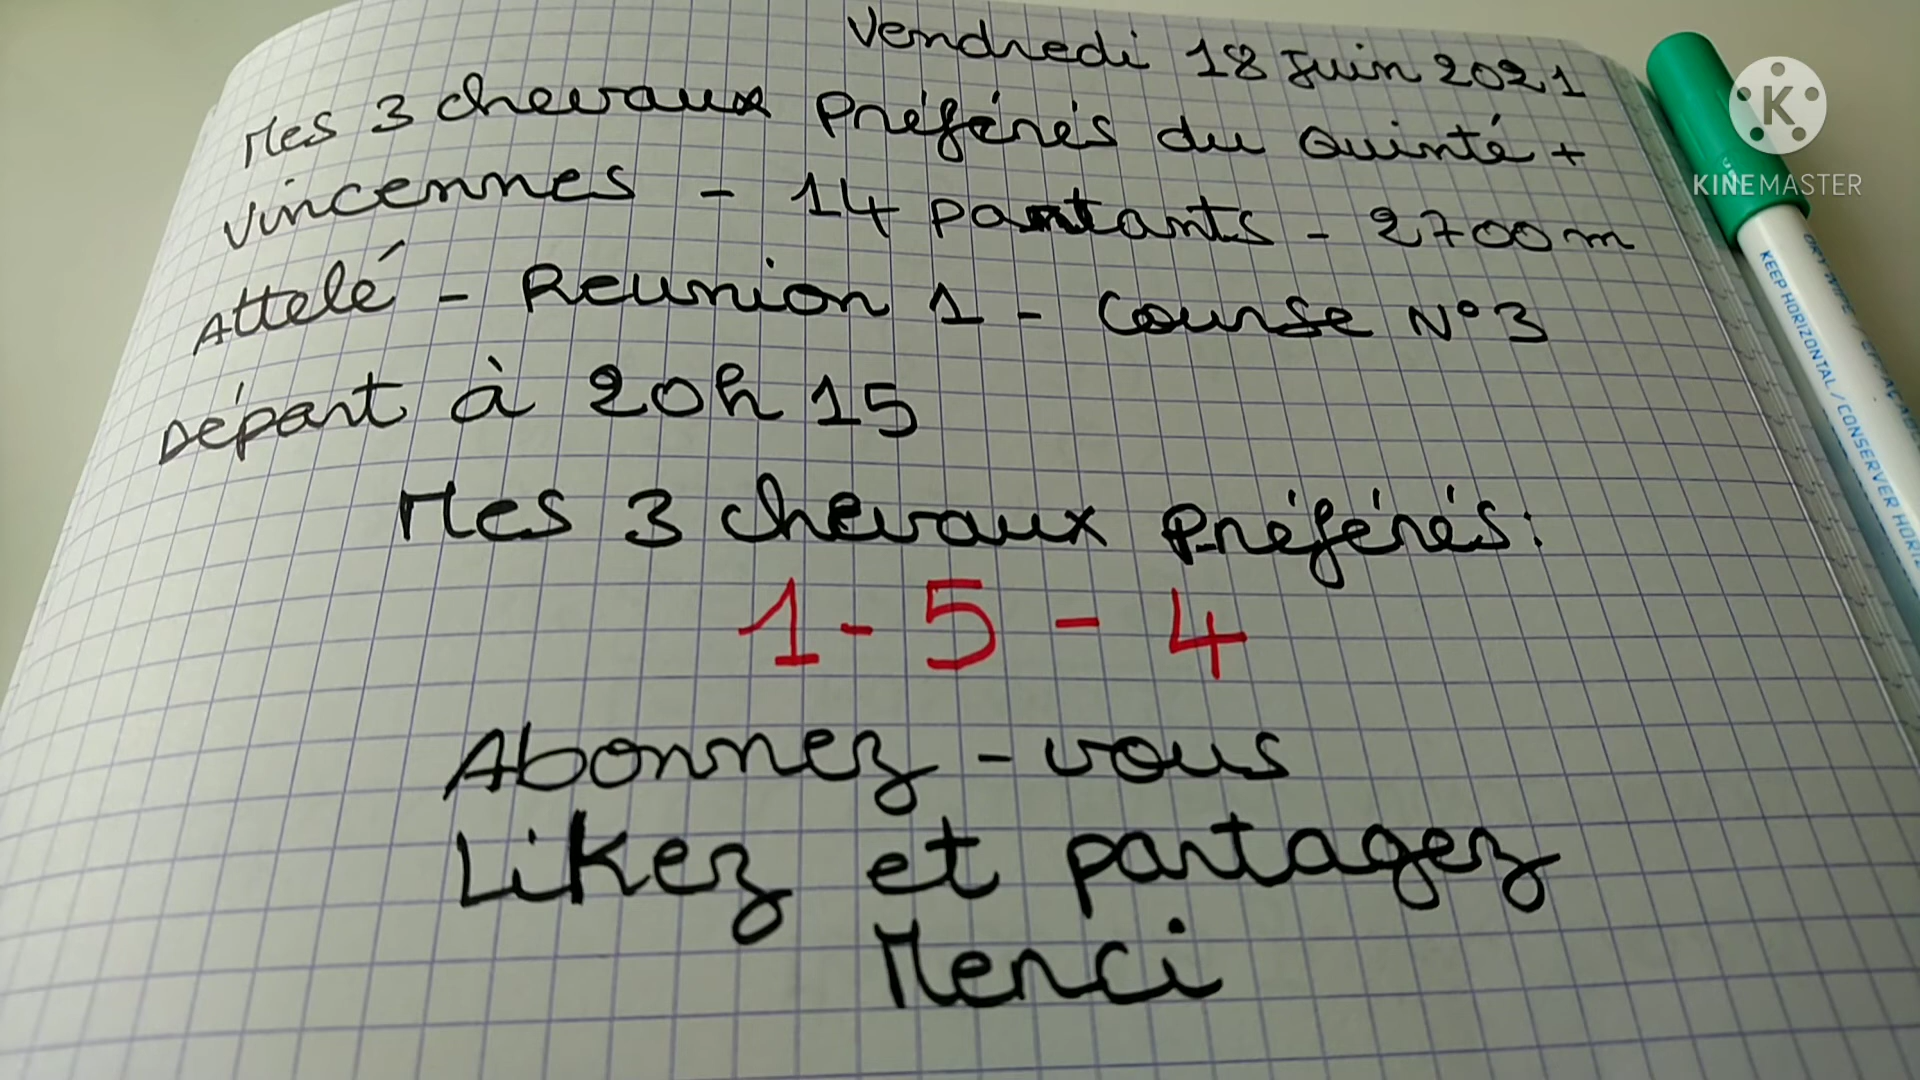 Vendredi 18 Juin 2021
Mes 3 chevaux Préférés du Quinté +
Vincennes - 14 partants - 2700m
Attelé - Reunion 1 - Course N°3
Départ à 20h15
Mes 3 chevaux Préférés:
1 - 5 - 4
Abonnez-vous
Likez et partagez
Merci
KINEMASTER
K
KEEP HORIZONTAL / CONSERVER HORIZ